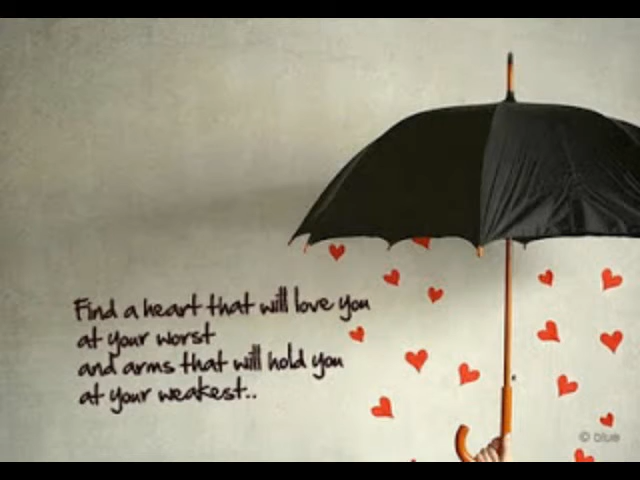 Find a heart that will love you
at your worst
and arms that will hold you
at your weakest..
© blue